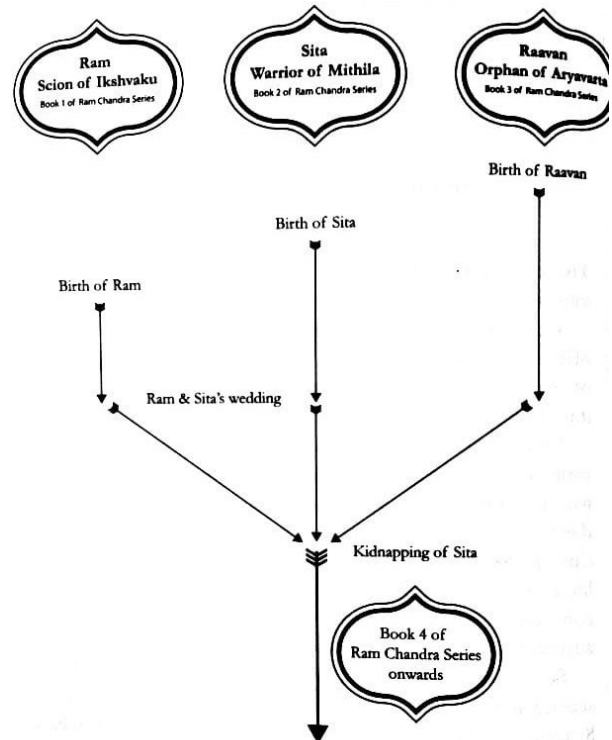 Ram
Scion of Ikshvaku
Book 1 of Ram Chandra Series
Sita
Warrior of Mithila
Book 2 of Ram Chandra Series
Raavan
Orphan of Aryavarta
Book 3 of Ram Chandra Series
Birth of Raavan
Birth of Sita
Birth of Ram
Ram & Sita's wedding
Kidnapping of Sita
Book 4 of
Ram Chandra Series
onwards